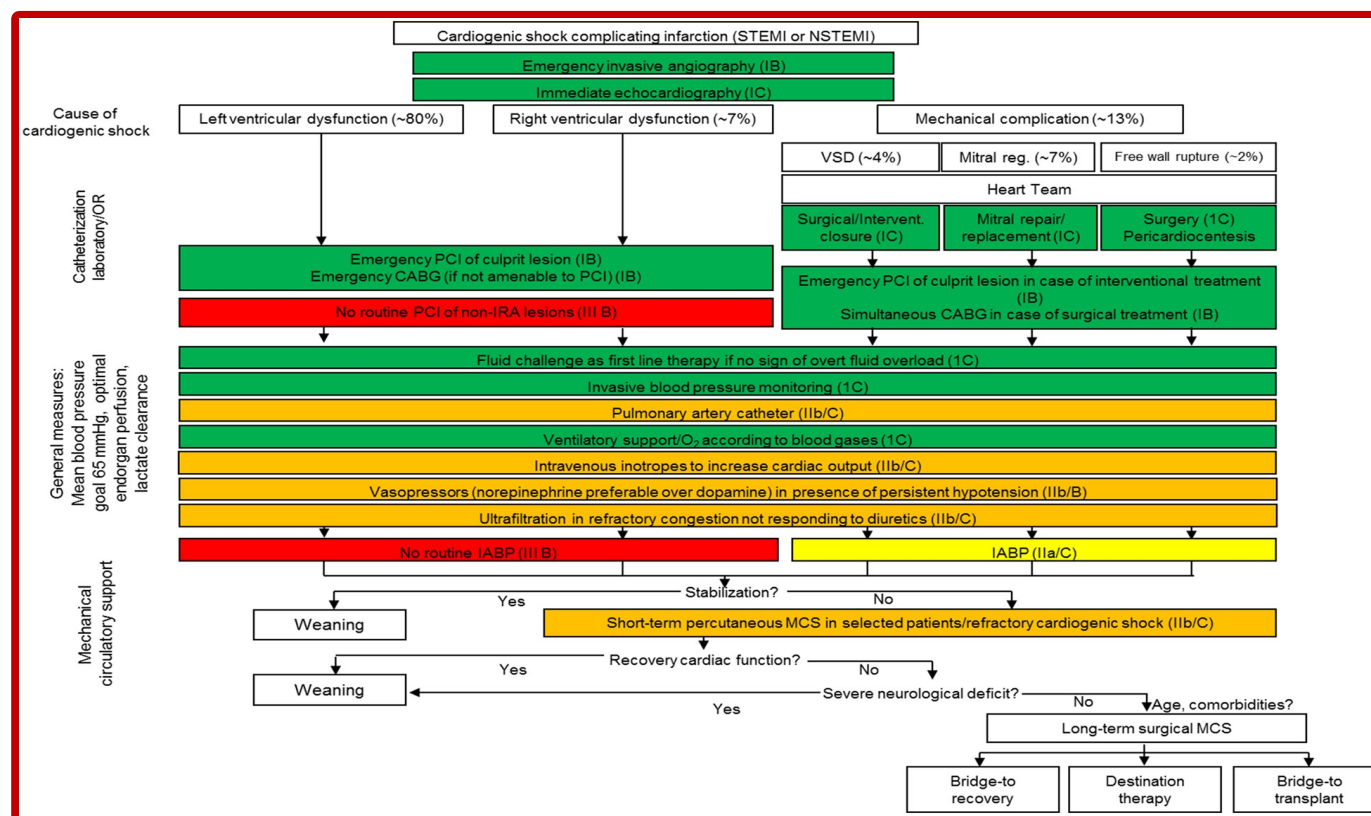 Cardiogenic shock complicating infarction (STEMI or NSTEMI)
Emergency invasive angiography (IB)
Immediate echocardiography (IC)
Cause of
cardiogenic shock
Left ventricular dysfunction (~80%)
Right ventricular dysfunction (~7%)
Mechanical complication (~13%)
VSD (~4%)
Mitral reg. (~7%)
Free wall rupture (~2%)
Heart Team
Catheterization
laboratory/OR
Surgical/Intervent.
closure (IC)
Mitral repair/
replacement (IC)
Surgery (1C)
Pericardiocentesis
Emergency PCI of culprit lesion (IB)
Emergency CABG (if not amenable to PCI) (IB)
No routine PCI of non-IRA lesions (III B)
Emergency PCI of culprit lesion in case of interventional treatment
(IB)
Simultaneous CABG in case of surgical treatment (IB)
General measures:
Mean blood pressure
goal 65 mmHg, optimal
endorgan perfusion,
lactate clearance
Fluid challenge as first line therapy if no sign of overt fluid overload (1C)
Invasive blood pressure monitoring (1C)
Pulmonary artery catheter (IIb/C)
Ventilatory support/O₂ according to blood gases (1C)
Intravenous inotropes to increase cardiac output (IIb/C)
Vasopressors (norepinephrine preferable over dopamine) in presence of persistent hypotension (IIb/B)
Ultrafiltration in refractory congestion not responding to diuretics (IIb/C)
Mechanical
circulatory support
No routine IABP (III B)
IABP (IIa/C)
Stabilization?
Yes
No
Weaning
Short-term percutaneous MCS in selected patients/refractory cardiogenic shock (IIb/C)
Recovery cardiac function?
Yes
No
Weaning
Severe neurological deficit?
Yes
No
Age, comorbidities?
Long-term surgical MCS
Bridge-to
recovery
Destination
therapy
Bridge-to
transplant